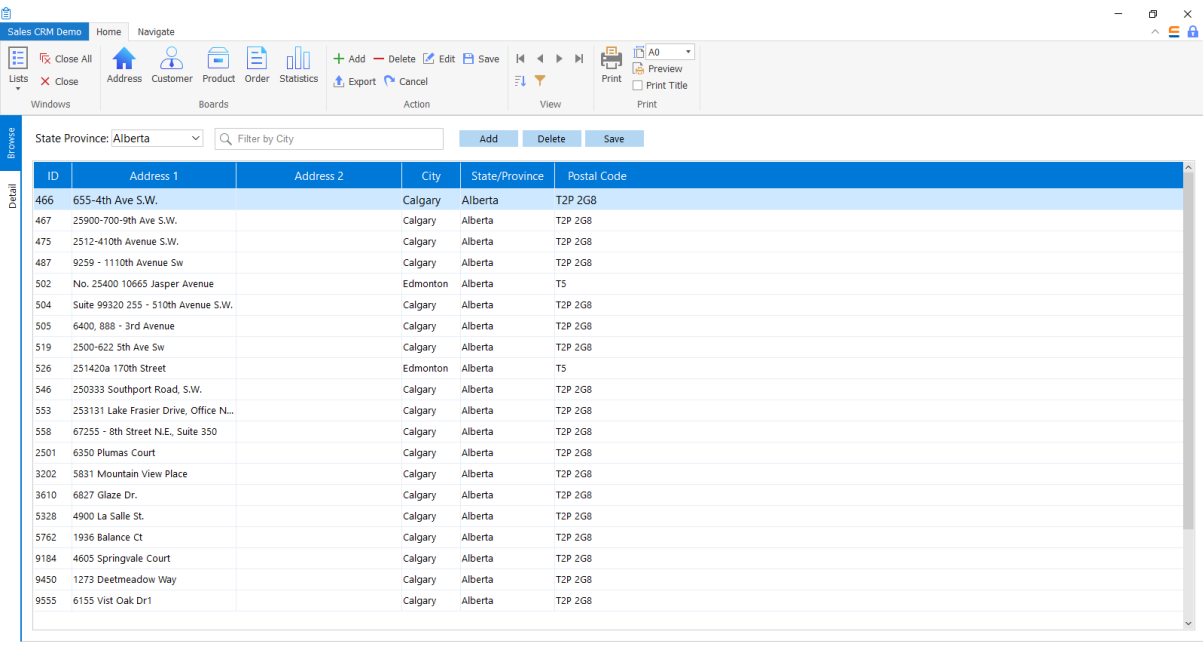 Sales CRM Demo Home Navigate
Lists Close All Close Address Customer Product Order Statistics Add Delete Edit Save Export Cancel Print A0 Preview Print Title
Windows Boards Action View Print
Browse
Detail
State Province: Alberta Filter by City Add Delete Save
ID Address 1 Address 2 City State/Province Postal Code
466 655-4th Ave S.W. Calgary Alberta T2P 2G8
467 25900-700-9th Ave S.W. Calgary Alberta T2P 2G8
475 2512-410th Avenue S.W. Calgary Alberta T2P 2G8
487 9259 - 1110th Avenue Sw Calgary Alberta T2P 2G8
502 No. 25400 10665 Jasper Avenue Edmonton Alberta T5
504 Suite 99320 255 - 510th Avenue S.W. Calgary Alberta T2P 2G8
505 6400, 888 - 3rd Avenue Calgary Alberta T2P 2G8
519 2500-622 5th Ave Sw Calgary Alberta T2P 2G8
526 251420a 170th Street Edmonton Alberta T5
546 250333 Southport Road, S.W. Calgary Alberta T2P 2G8
553 253131 Lake Frasier Drive, Office N... Calgary Alberta T2P 2G8
558 67255 - 8th Street N.E., Suite 350 Calgary Alberta T2P 2G8
2501 6350 Plumas Court Calgary Alberta T2P 2G8
3202 5831 Mountain View Place Calgary Alberta T2P 2G8
3610 6827 Glaze Dr. Calgary Alberta T2P 2G8
5328 4900 La Salle St. Calgary Alberta T2P 2G8
5762 1936 Balance Ct Calgary Alberta T2P 2G8
9184 4605 Springvale Court Calgary Alberta T2P 2G8
9450 1273 Deetmeadow Way Calgary Alberta T2P 2G8
9555 6155 Vist Oak Dr1 Calgary Alberta T2P 2G8